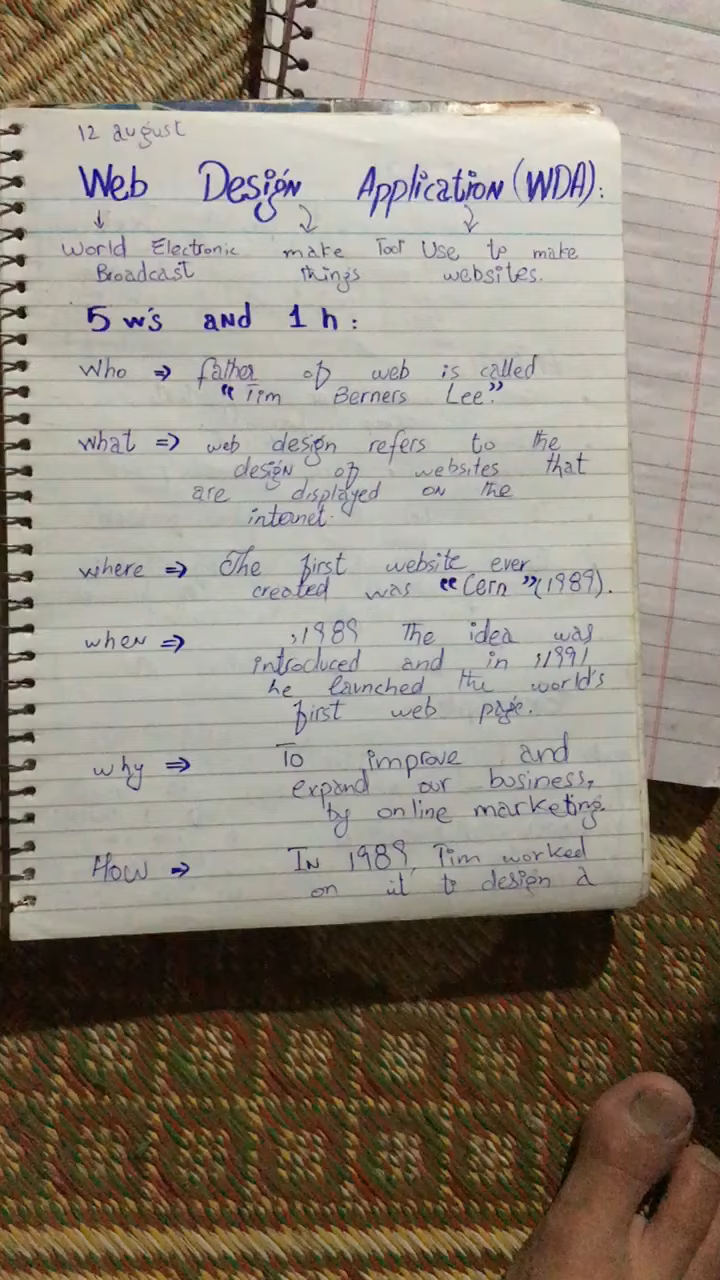 12 august
Web Design Application (WDA):
World Electronic make Tool Use to make
Broadcast things websites.
5 w's and 1 h:
Who ⇒ father of web is called
"Tim Berners Lee"
what ⇒ web design refers to the
design of websites that
are displayed on the
internet.
where ⇒ The first website ever
created was "Cern" (1989).
when ⇒ ,1989 The idea was
introduced and in ,1991
he launched the world's
first web page.
why ⇒ To improve and
expand our business,
by online marketing.
How ⇒ In 1989, Tim worked
on it to design a